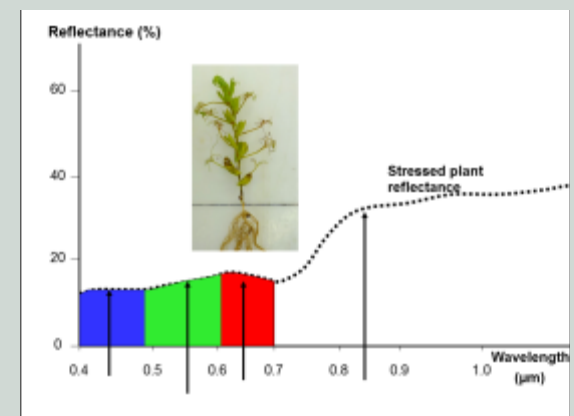 Reflectance (%)
60
40
Stressed plant
reflectance
20
0
0.4 0.5 0.6 0.7 0.8 0.9 1.0
Wavelength
(µm)